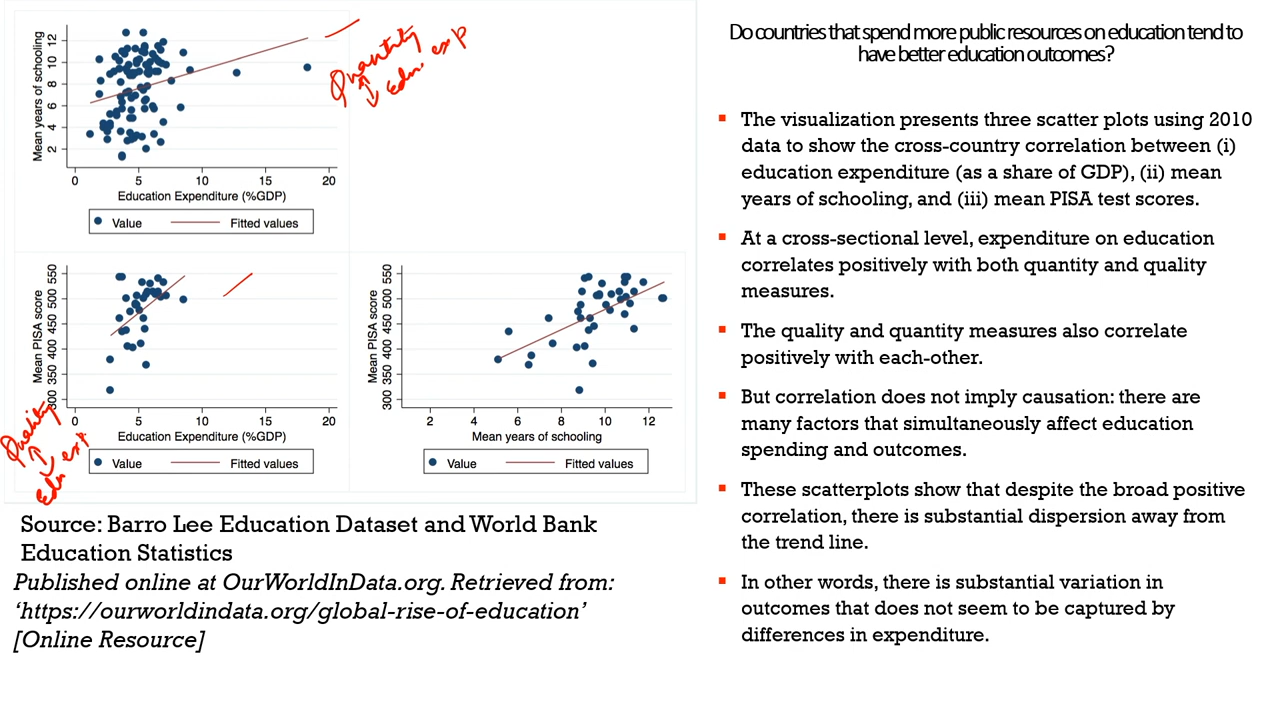 Mean years of schooling
12
10
8
6
4
2
0 5 10 15 20
Education Expenditure (%GDP)
Value Fitted values
Quantity
edu. exp
Mean PISA score
550
500
450
400
350
300
0 5 10 15 20
Education Expenditure (%GDP)
Value Fitted values
Quality
edu exp
Mean PISA score
550
500
450
400
350
300
2 4 6 8 10 12
Mean years of schooling
Value Fitted values
Source: Barro Lee Education Dataset and World Bank
Education Statistics
Published online at OurWorldInData.org. Retrieved from:
‘https://ourworldindata.org/global-rise-of-education’
[Online Resource]
Do countries that spend more public resources on education tend to
have better education outcomes?
▪ The visualization presents three scatter plots using 2010
data to show the cross-country correlation between (i)
education expenditure (as a share of GDP), (ii) mean
years of schooling, and (iii) mean PISA test scores.
▪ At a cross-sectional level, expenditure on education
correlates positively with both quantity and quality
measures.
▪ The quality and quantity measures also correlate
positively with each-other.
▪ But correlation does not imply causation: there are
many factors that simultaneously affect education
spending and outcomes.
▪ These scatterplots show that despite the broad positive
correlation, there is substantial dispersion away from
the trend line.
▪ In other words, there is substantial variation in
outcomes that does not seem to be captured by
differences in expenditure.